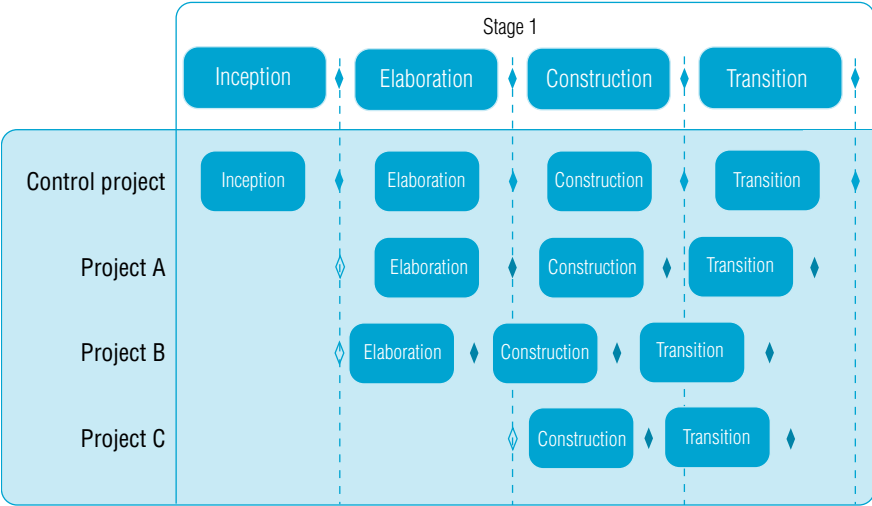 Stage 1
Inception Elaboration Construction Transition
Control project Inception Elaboration Construction Transition
Project A Elaboration Construction Transition
Project B Elaboration Construction Transition
Project C Construction Transition